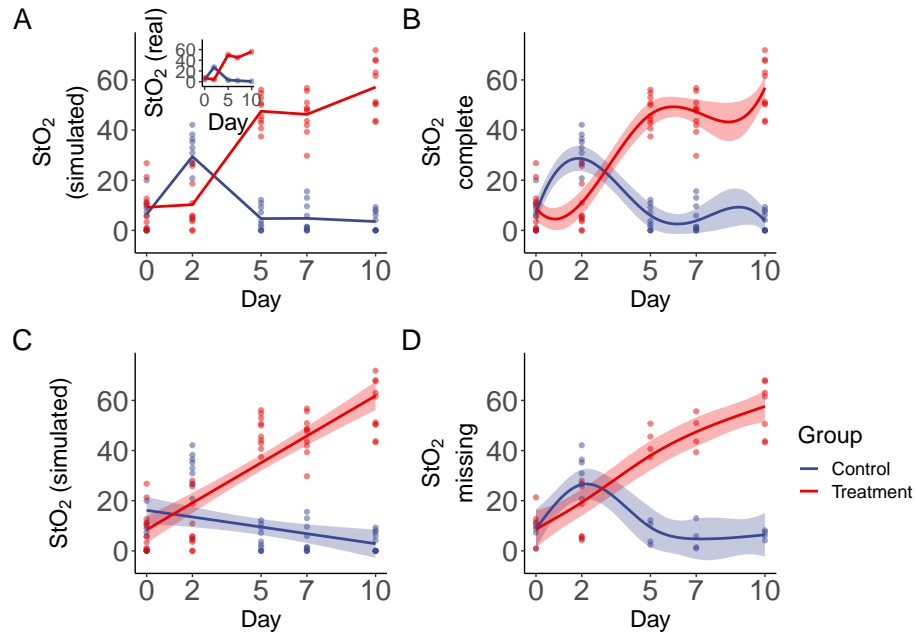 A
StO2 (simulated)
60
40
20
0
0 2 5 7 10
Day
StO2 (real)
60
40
20
0
0 5 10
Day
B
StO2 complete
60
40
20
0
0 2 5 7 10
Day
C
StO2 (simulated)
60
40
20
0
0 2 5 7 10
Day
D
StO2 missing
60
40
20
0
0 2 5 7 10
Day
Group
Control
Treatment